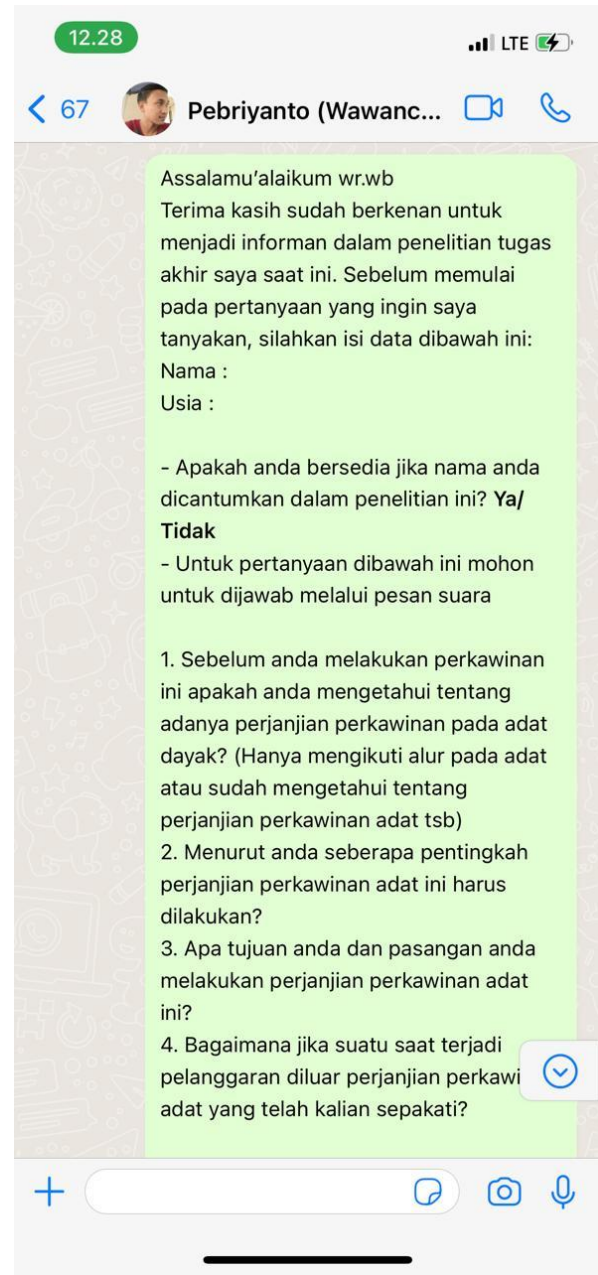 12.28
LTE
67
Pebriyanto (Wawanc...
Assalamu’alaikum wr.wb
Terima kasih sudah berkenan untuk
menjadi informan dalam penelitian tugas
akhir saya saat ini. Sebelum memulai
pada pertanyaan yang ingin saya
tanyakan, silahkan isi data dibawah ini:
Nama :
Usia :
- Apakah anda bersedia jika nama anda
dicantumkan dalam penelitian ini? Ya/
Tidak
- Untuk pertanyaan dibawah ini mohon
untuk dijawab melalui pesan suara
1. Sebelum anda melakukan perkawinan
ini apakah anda mengetahui tentang
adanya perjanjian perkawinan pada adat
dayak? (Hanya mengikuti alur pada adat
atau sudah mengetahui tentang
perjanjian perkawinan adat tsb)
2. Menurut anda seberapa pentingkah
perjanjian perkawinan adat ini harus
dilakukan?
3. Apa tujuan anda dan pasangan anda
melakukan perjanjian perkawinan adat
ini?
4. Bagaimana jika suatu saat terjadi
pelanggaran diluar perjanjian perkawi
adat yang telah kalian sepakati?